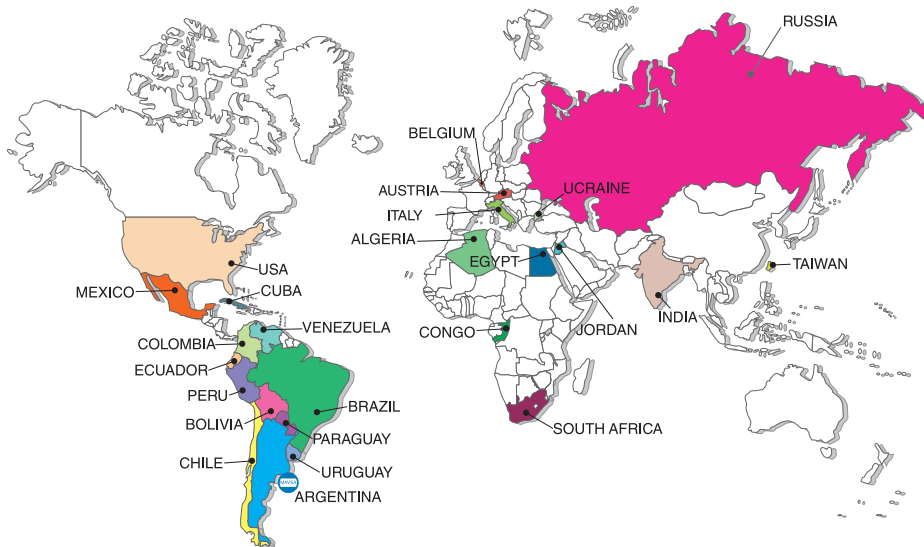 RUSSIA
BELGIUM
AUSTRIA
UCRAINE
ITALY
ALGERIA
EGYPT
USA
TAIWAN
MEXICO
CUBA
INDIA
VENEZUELA
CONGO
JORDAN
COLOMBIA
ECUADOR
PERU
BRAZIL
BOLIVIA
SOUTH AFRICA
PARAGUAY
CHILE
URUGUAY
MAVSA
ARGENTINA